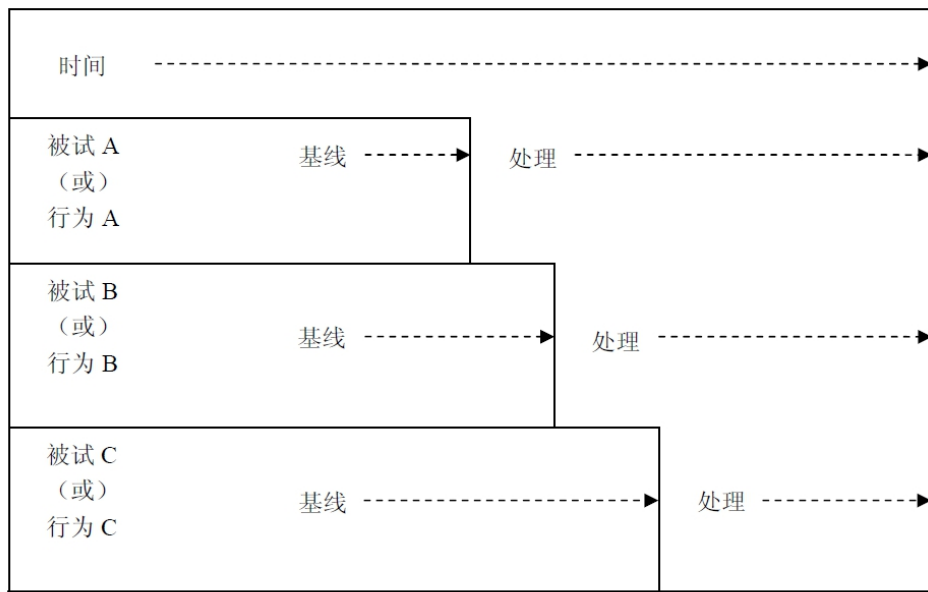 时间
被试 A
（或）
行为 A
基线
处理
被试 B
（或）
行为 B
基线
处理
被试 C
（或）
行为 C
基线
处理